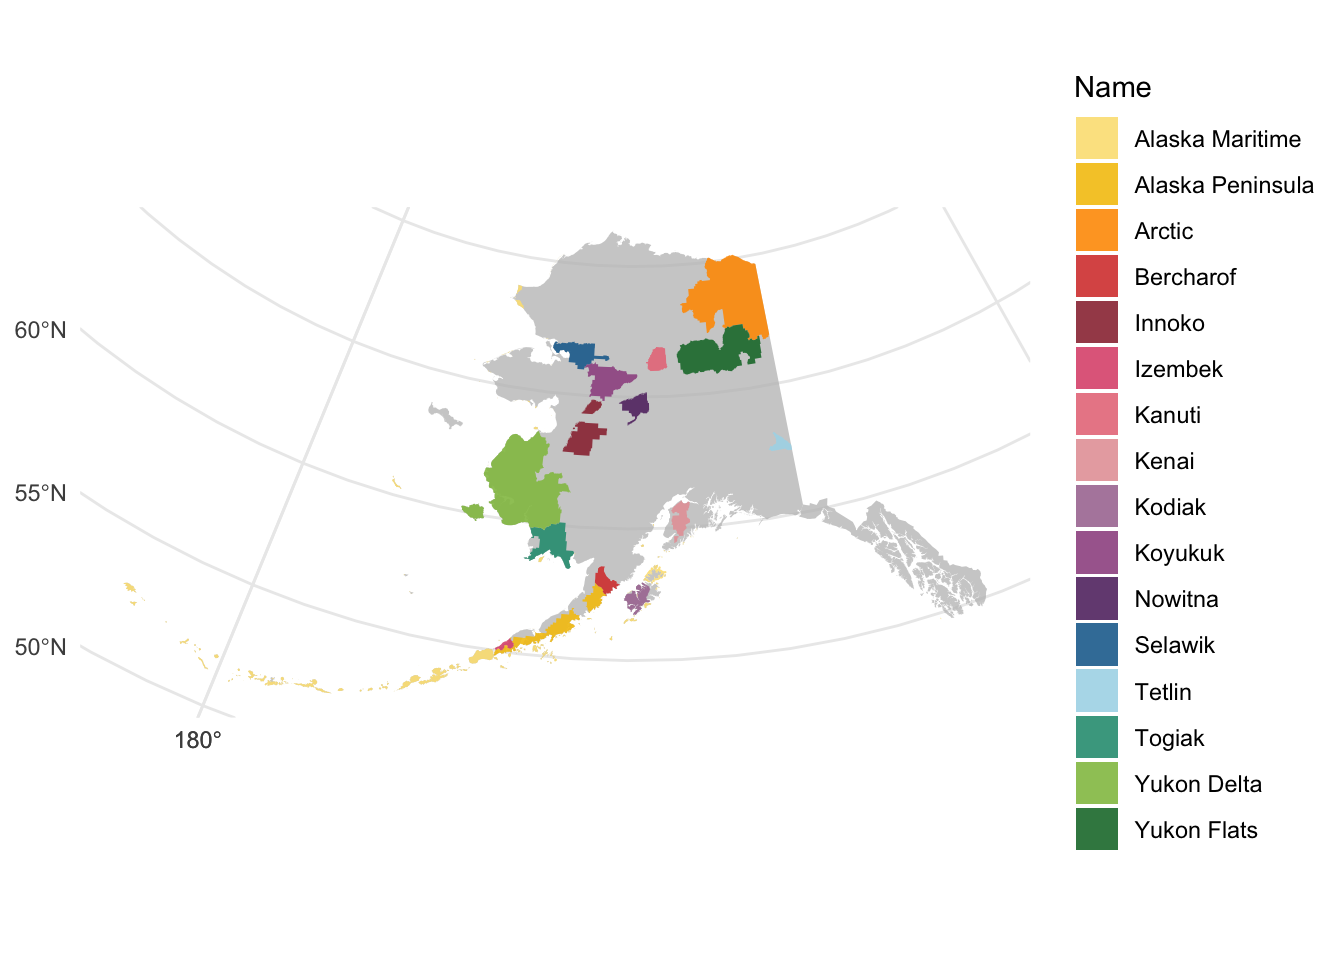 Name
Alaska Maritime
Alaska Peninsula
Arctic
Bercharof
Innoko
Izembek
Kanuti
Kenai
Kodiak
Koyukuk
Nowitna
Selawik
Tetlin
Togiak
Yukon Delta
Yukon Flats
60°N
55°N
50°N
180°